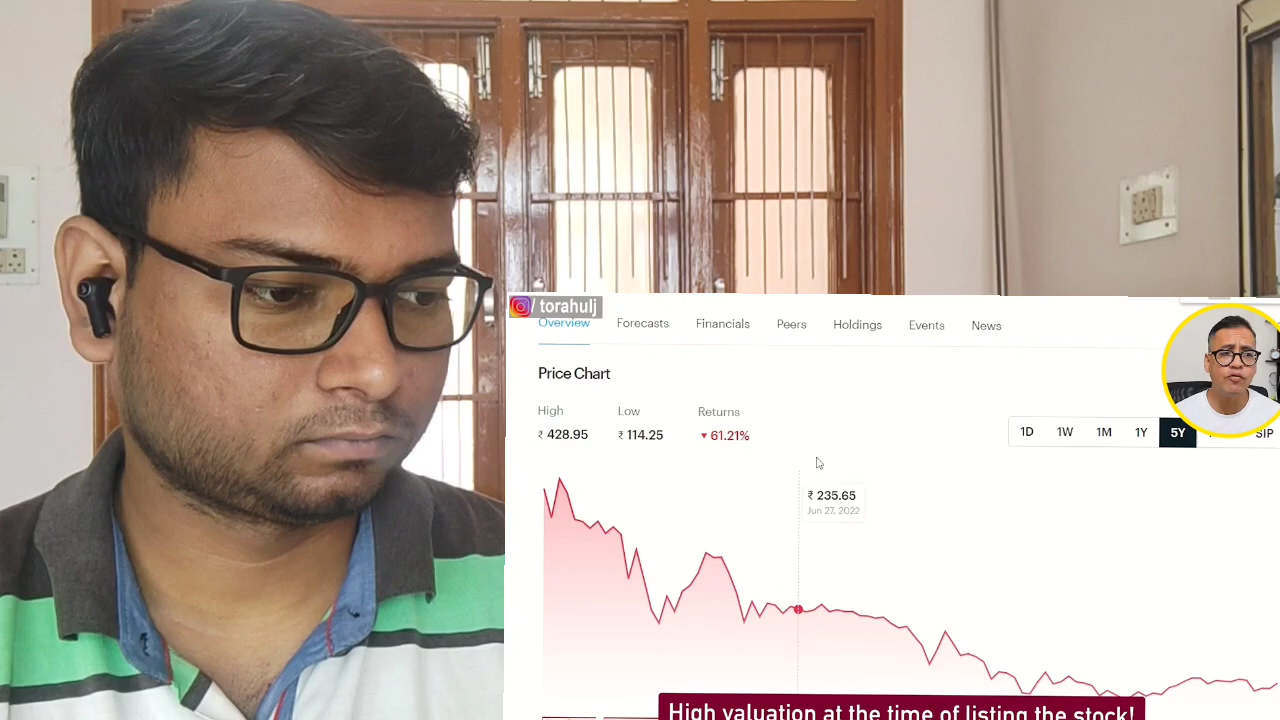 / torahulj
Overview Forecasts Financials Peers Holdings Events News
Price Chart
High Low Returns
₹ 428.95 ₹ 114.25 ▼ 61.21%
1D 1W 1M 1Y 5Y SIP
₹ 235.65
Jun 27, 2022
High valuation at the time of listing the stock!